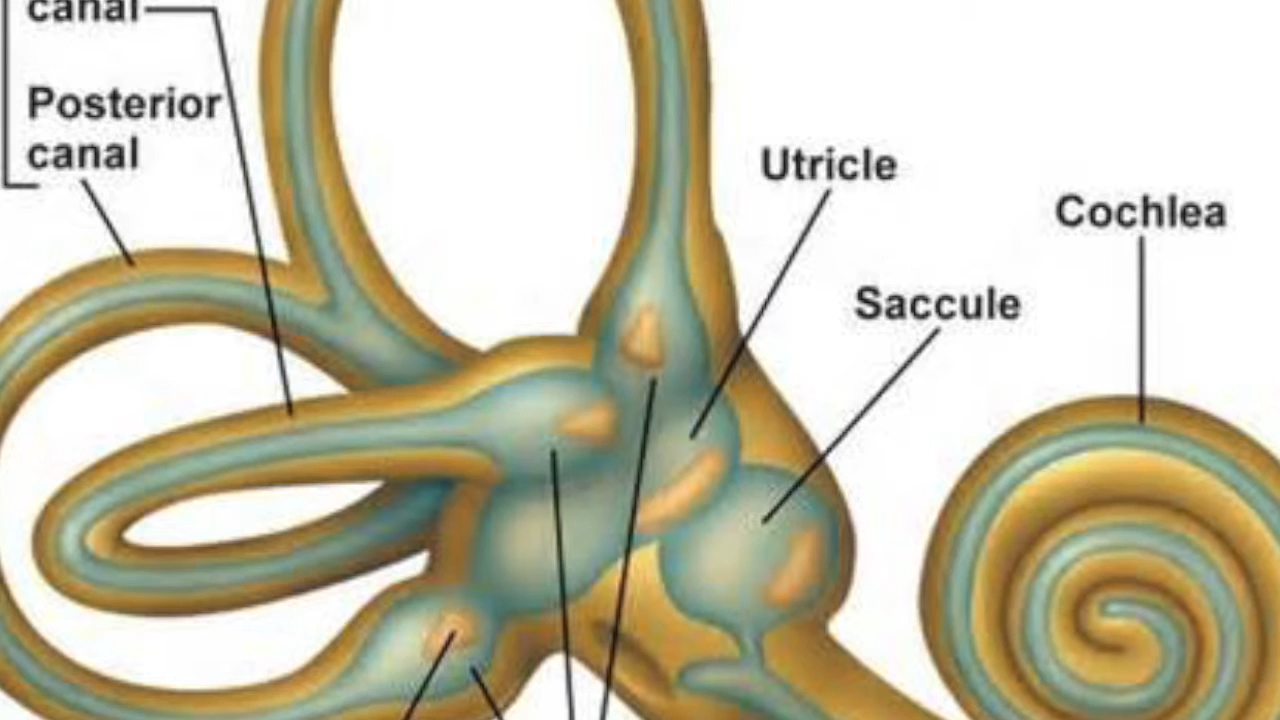 canal
Posterior
canal
Utricle
Cochlea
Saccule